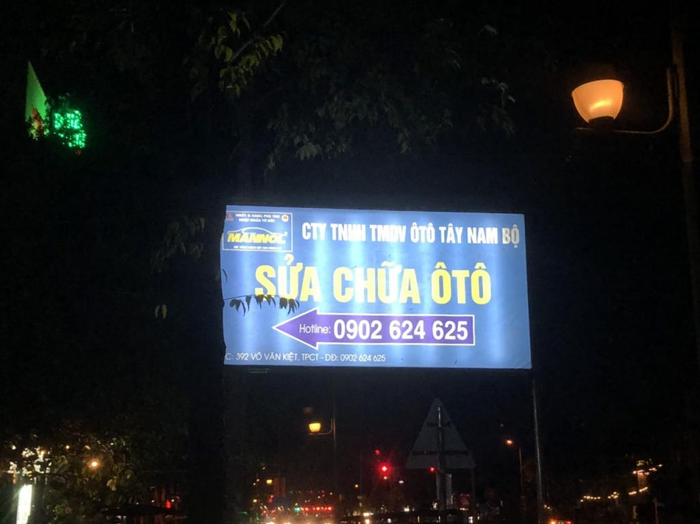 CTY TNHH TMDV ÔTÔ TÂY NAM BỘ
MANNOL
SỬA CHỮA ÔTÔ
Hotline: 0902 624 625
C: 392 VÕ VĂN KIỆT, TPCT - DĐ: 0902 624 625